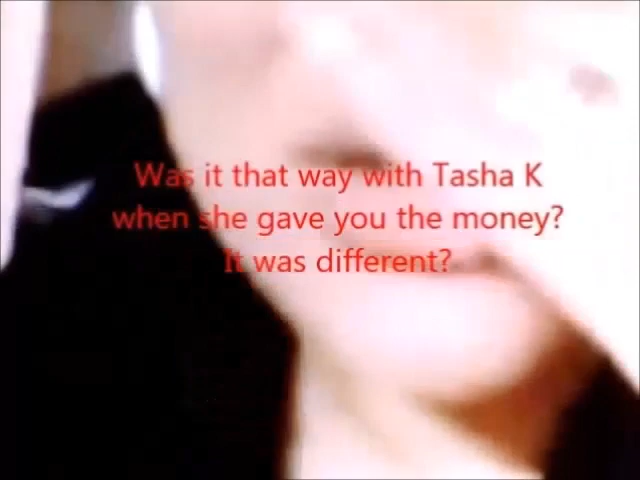 Was it that way with Tasha K
when she gave you the money?
It was different?